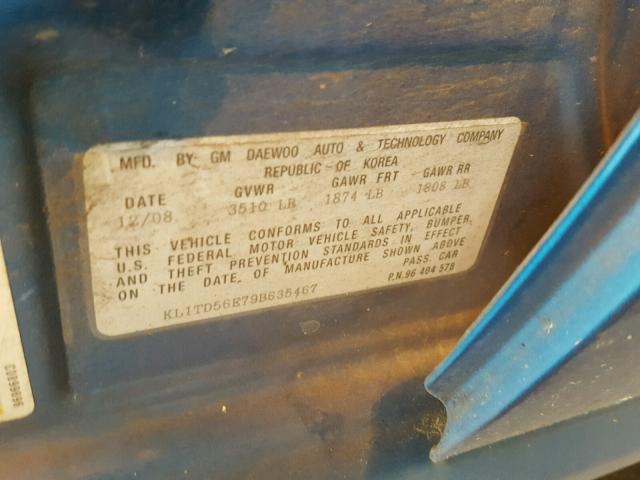 MFD. BY GM DAEWOO AUTO & TECHNOLOGY COMPANY
REPUBLIC-OF KOREA
DATE GVWR GAWR FRT GAWR RR
12/08 3510 LB 1874 LB 1808 LB
THIS VEHICLE CONFORMS TO ALL APPLICABLE
U.S. FEDERAL MOTOR VEHICLE SAFETY, BUMPER,
AND THEFT PREVENTION STANDARDS IN EFFECT
ON THE DATE OF MANUFACTURE SHOWN ABOVE
PASS. CAR
KL1TD56E79B635467 P.N.96 494 578